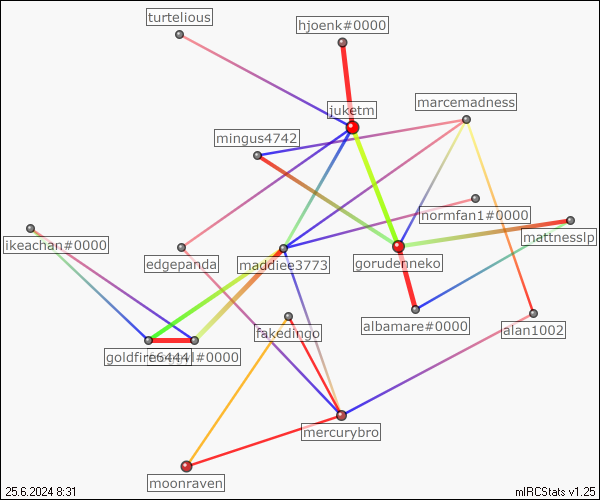 turtelious
hjoenk#0000
marcemadness
juketm
mingus4742
normfan1#0000
mattnesslp
ikeachan#0000
edgepanda
maddiee3773
gorudenneko
albamare#0000
alan1002
fakedingo
goldfire6444
l#0000
mercurybro
moonraven
25.6.2024 8:31
mIRCStats v1.25